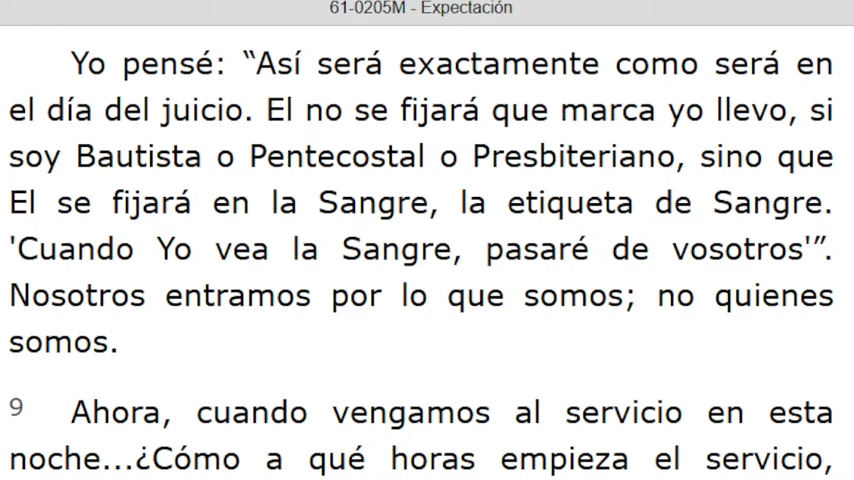 61-0205M - Expectación
Yo pensé: “Así será exactamente como será en
el día del juicio. El no se fijará que marca yo llevo, si
soy Bautista o Pentecostal o Presbiteriano, sino que
El se fijará en la Sangre, la etiqueta de Sangre.
'Cuando Yo vea la Sangre, pasaré de vosotros'”.
Nosotros entramos por lo que somos; no quienes
somos.
9 Ahora, cuando vengamos al servicio en esta
noche...¿Cómo a qué horas empieza el servicio,